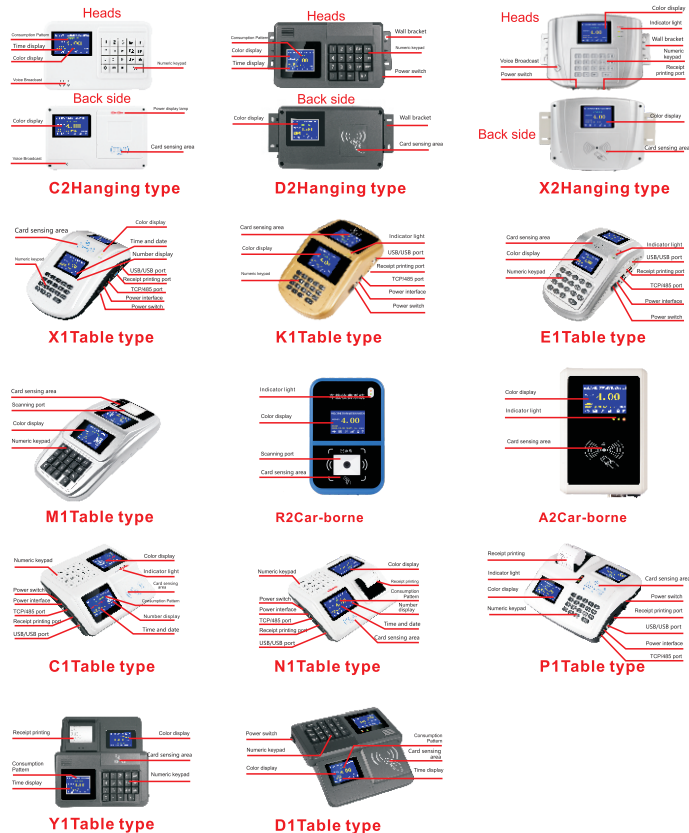 Heads
Consumption Pattern
Time display
Color display
Numeric keypad
Voice Broadcast
Back side
Power display lamp
Color display
Card sensing area
Voice Broadcast
C2Hanging type
Heads
Consumption Pattern
Color display
Time display
Wall bracket
Numeric keypad
Power switch
Back side
Color display
Wall bracket
Card sensing area
D2Hanging type
Heads
Color display
Indicator light
Wall bracket
Numeric
keypad
Voice Broadcast
Receipt
printing port
Power switch
Back side
Color display
Card sensing area
X2Hanging type
Card sensing area
Color display
Time and date
Number display
Numeric keypad
USB/USB port
Receipt printing port
TCP/485 port
Power interface
Power switch
X1Table type
Card sensing area
Color display
Numeric keypad
Indicator light
USB/USB port
Receipt printing port
TCP/485 port
Power interface
Power switch
K1Table type
Card sensing area
Color display
Numeric keypad
Indicator light
USB/USB port
Receipt printing port
TCP/485 port
Power interface
Power switch
E1Table type
Card sensing area
Scanning port
Color display
Numeric keypad
M1Table type
Indicator light
Color display
4.00
Scanning port
Card sensing area
R2Car-borne
Color display
4.00
Indicator light
Card sensing area
A2Car-borne
Numeric keypad
Color display
Indicator light
Card sensing
area
Power switch
Power interface
TCP/485 port
Receipt printing port
USB/USB port
Consumption Pattern
Number display
Time and date
C1Table type
Numeric keypad
Color display
Receipt printing
Power switch
Power interface
TCP/485 port
Receipt printing port
USB/USB port
Consumption
Pattern
Number
display
Time and date
Card sensing area
N1Table type
Receipt printing
Indicator light
Color display
Numeric keypad
Card sensing area
Power switch
Receipt printing port
USB/USB port
Power interface
TCP/485 port
P1Table type
Receipt printing
Color display
Card sensing area
Consumption
Pattern
Time display
Numeric keypad
Y1Table type
Power switch
Numeric keypad
Color display
Consumption
Pattern
Card sensing
area
Time display
D1Table type